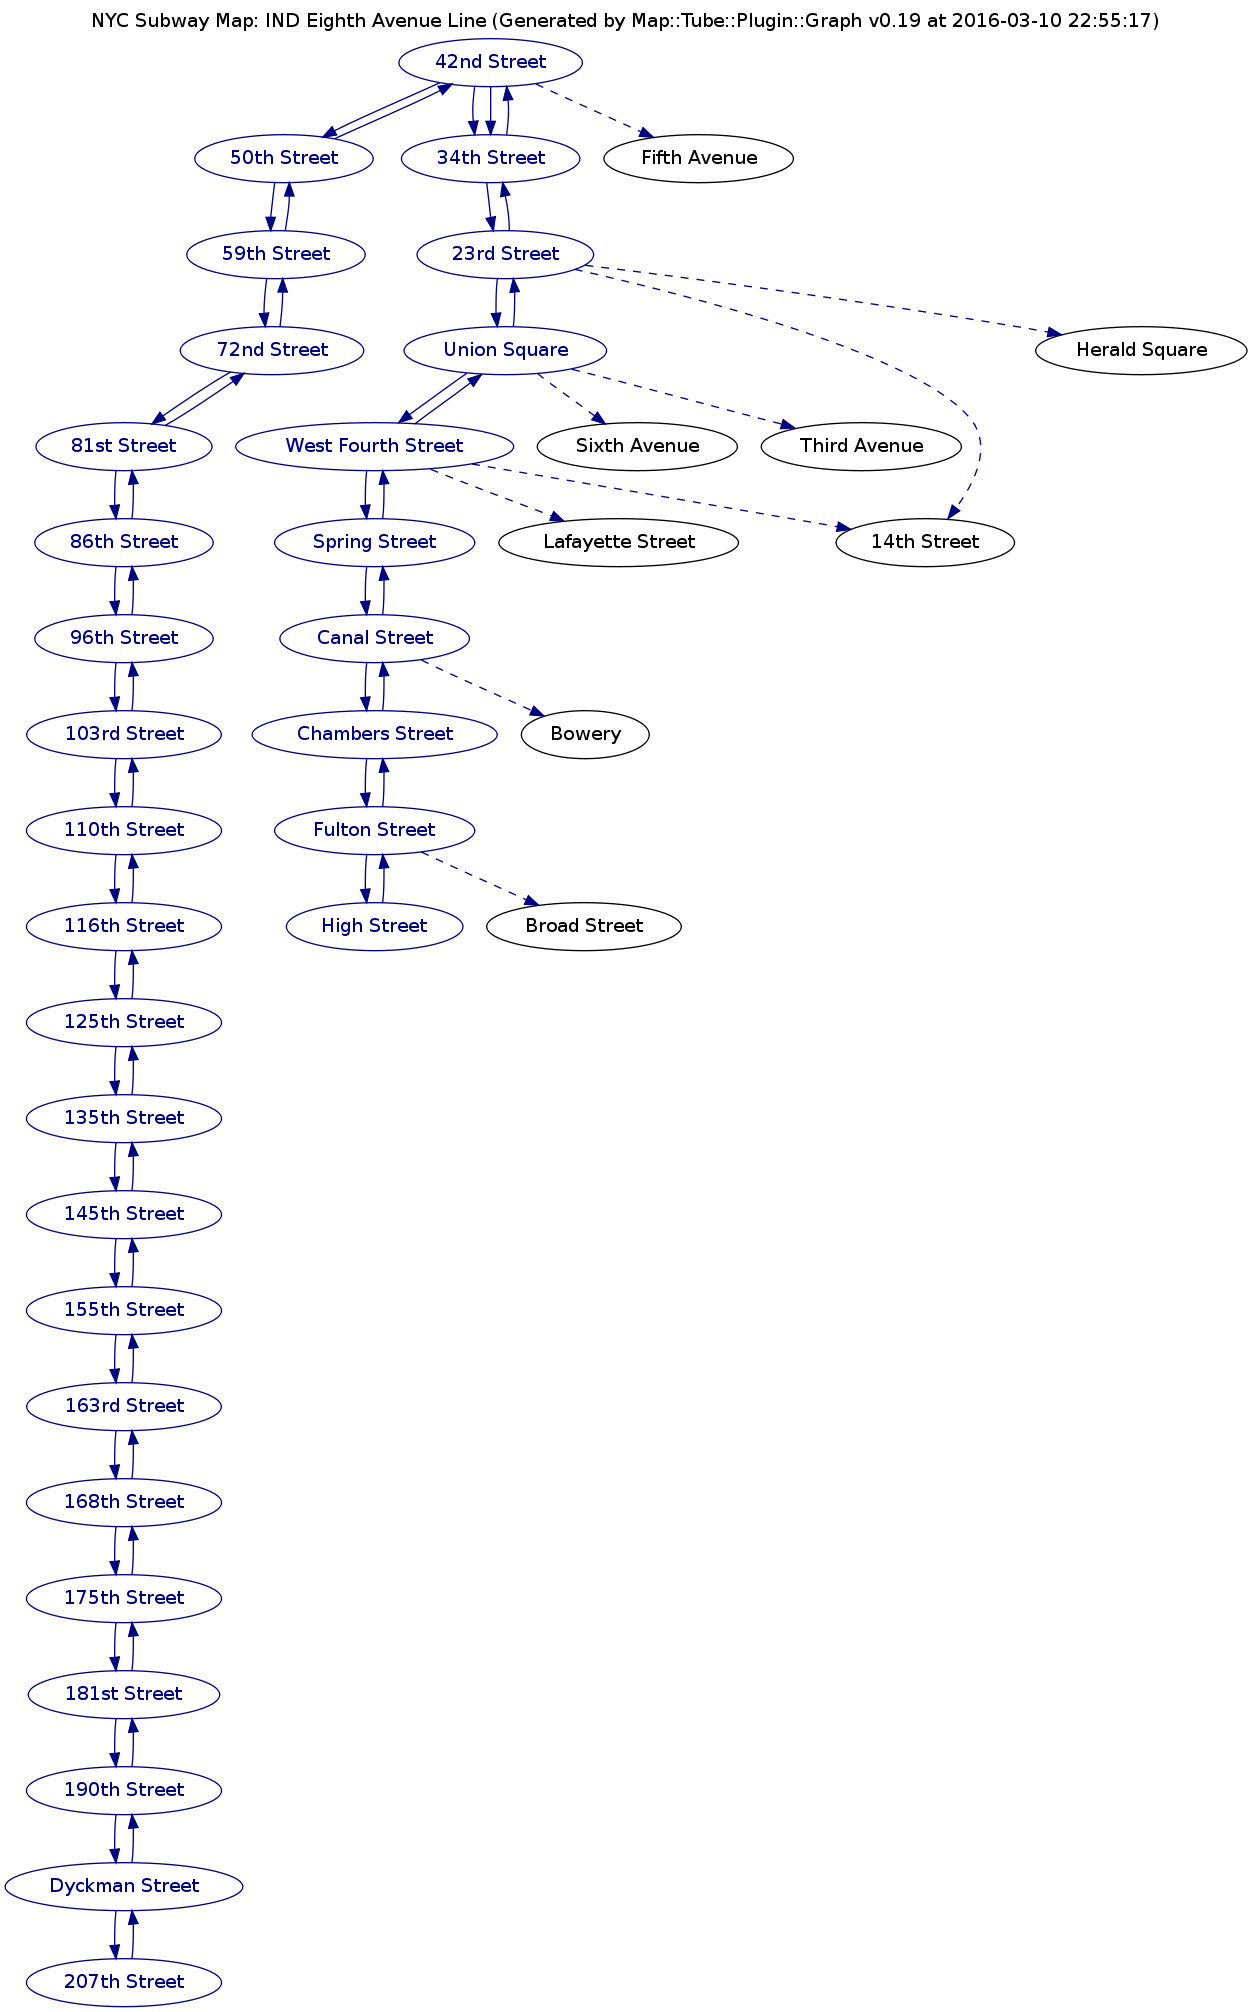 NYC Subway Map: IND Eighth Avenue Line (Generated by Map::Tube::Plugin::Graph v0.19 at 2016-03-10 22:55:17)
42nd Street
50th Street
34th Street
Fifth Avenue
59th Street
23rd Street
72nd Street
Union Square
Herald Square
81st Street
West Fourth Street
Sixth Avenue
Third Avenue
86th Street
Spring Street
Lafayette Street
14th Street
96th Street
Canal Street
103rd Street
Chambers Street
Bowery
110th Street
Fulton Street
116th Street
High Street
Broad Street
125th Street
135th Street
145th Street
155th Street
163rd Street
168th Street
175th Street
181st Street
190th Street
Dyckman Street
207th Street